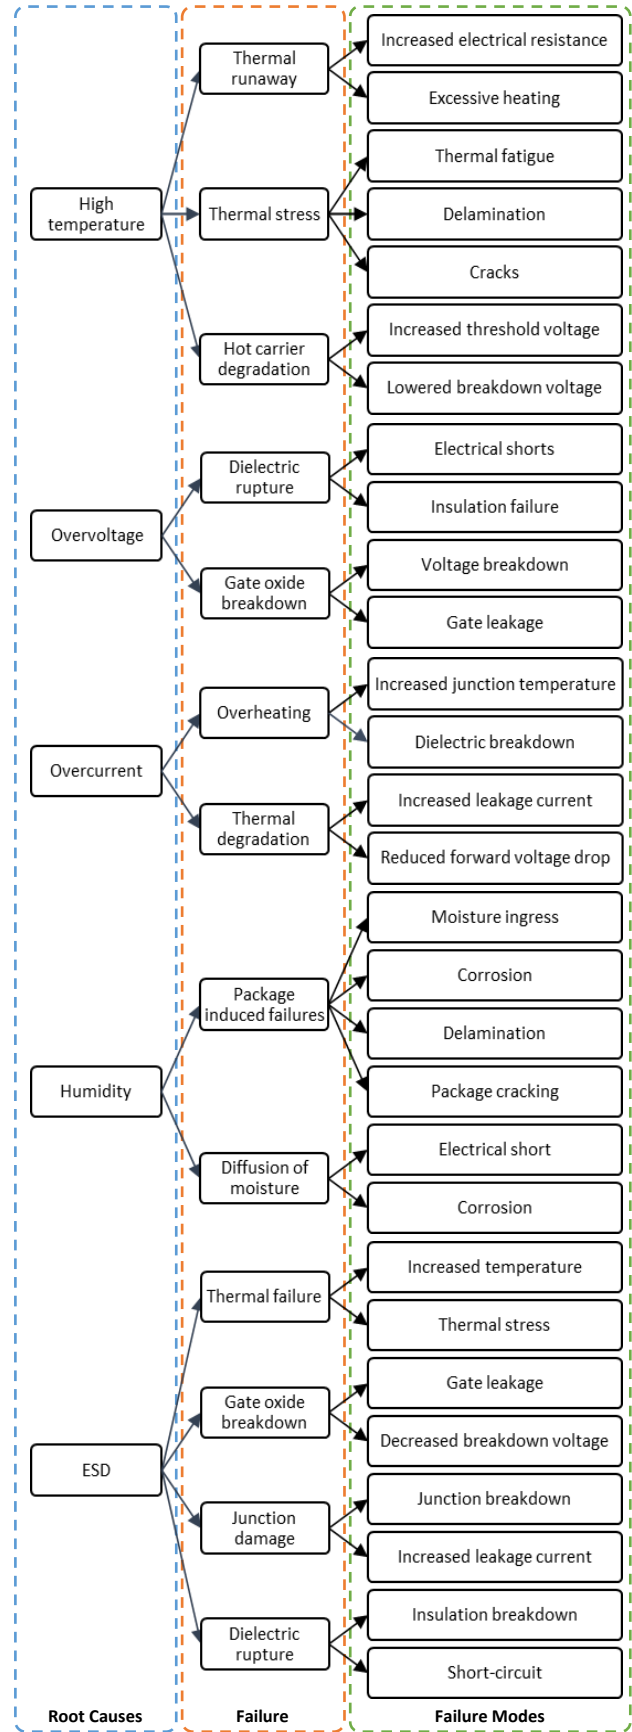 Increased electrical resistance
Thermal
runaway
Excessive heating
Thermal fatigue
High
temperature
Thermal stress
Delamination
Cracks
Increased threshold voltage
Hot carrier
degradation
Lowered breakdown voltage
Electrical shorts
Dielectric
rupture
Insulation failure
Overvoltage
Voltage breakdown
Gate oxide
breakdown
Gate leakage
Increased junction temperature
Overheating
Dielectric breakdown
Overcurrent
Increased leakage current
Thermal
degradation
Reduced forward voltage drop
Moisture ingress
Corrosion
Package
induced failures
Delamination
Humidity
Package cracking
Electrical short
Diffusion of
moisture
Corrosion
Increased temperature
Thermal failure
Thermal stress
Gate leakage
Gate oxide
breakdown
Decreased breakdown voltage
ESD
Junction breakdown
Junction
damage
Increased leakage current
Insulation breakdown
Dielectric
rupture
Short-circuit
Root Causes
Failure
Failure Modes